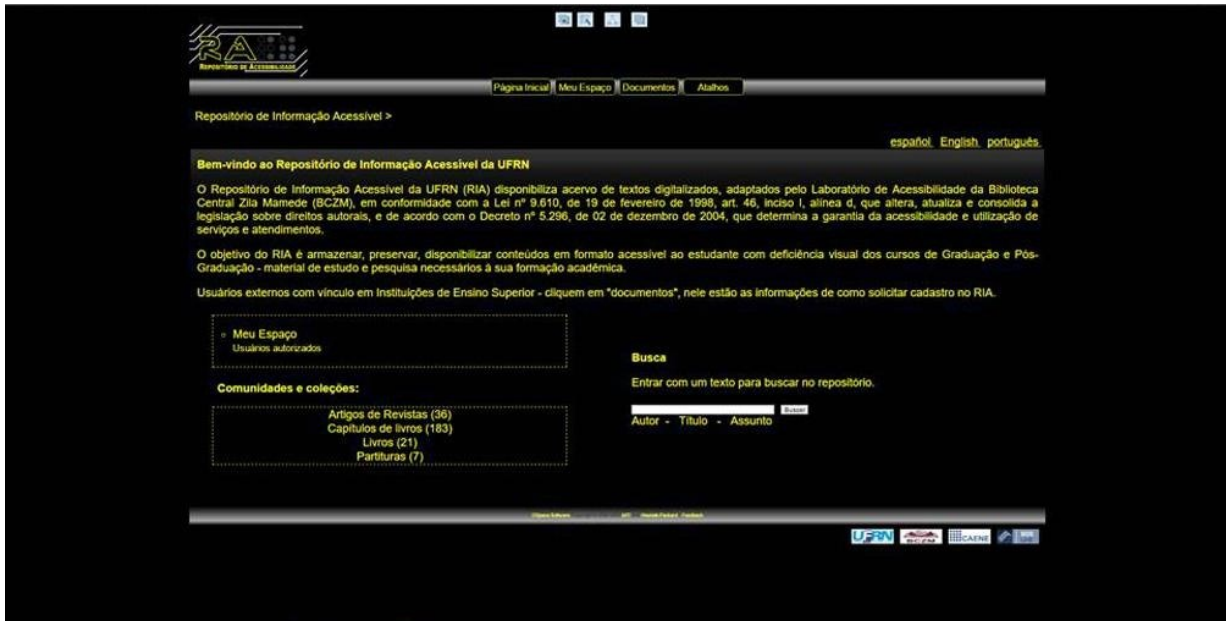 RA
REPOSITÓRIO DE ACESSIBILIDADE
Página Inicial Meu Espaço Documentos Atalhos
Repositório de Informação Acessível >
español English português
Bem-vindo ao Repositório de Informação Acessível da UFRN
O Repositório de Informação Acessível da UFRN (RIA) disponibiliza acervo de textos digitalizados, adaptados pelo Laboratório de Acessibilidade da Biblioteca
Central Zila Mamede (BCZM), em conformidade com a Lei nº 9.610, de 19 de fevereiro de 1998, art. 46, inciso I, alínea d, que altera, atualiza e consolida a
legislação sobre direitos autorais, e de acordo com o Decreto nº 5.296, de 02 de dezembro de 2004, que determina a garantia da acessibilidade e utilização de
serviços e atendimentos.
O objetivo do RIA é armazenar, preservar, disponibilizar conteúdos em formato acessível ao estudante com deficiência visual dos cursos de Graduação e Pós-
Graduação - material de estudo e pesquisa necessários à sua formação acadêmica.
Usuários externos com vínculo em Instituições de Ensino Superior - cliquem em "documentos", nele estão as informações de como solicitar cadastro no RIA.
Meu Espaço
Usuários autorizados
Comunidades e coleções:
Artigos de Revistas (36)
Capítulos de livros (183)
Livros (21)
Partituras (7)
Busca
Entrar com um texto para buscar no repositório.
Buscar
Autor - Título - Assunto
UFRN BCZM CAENE